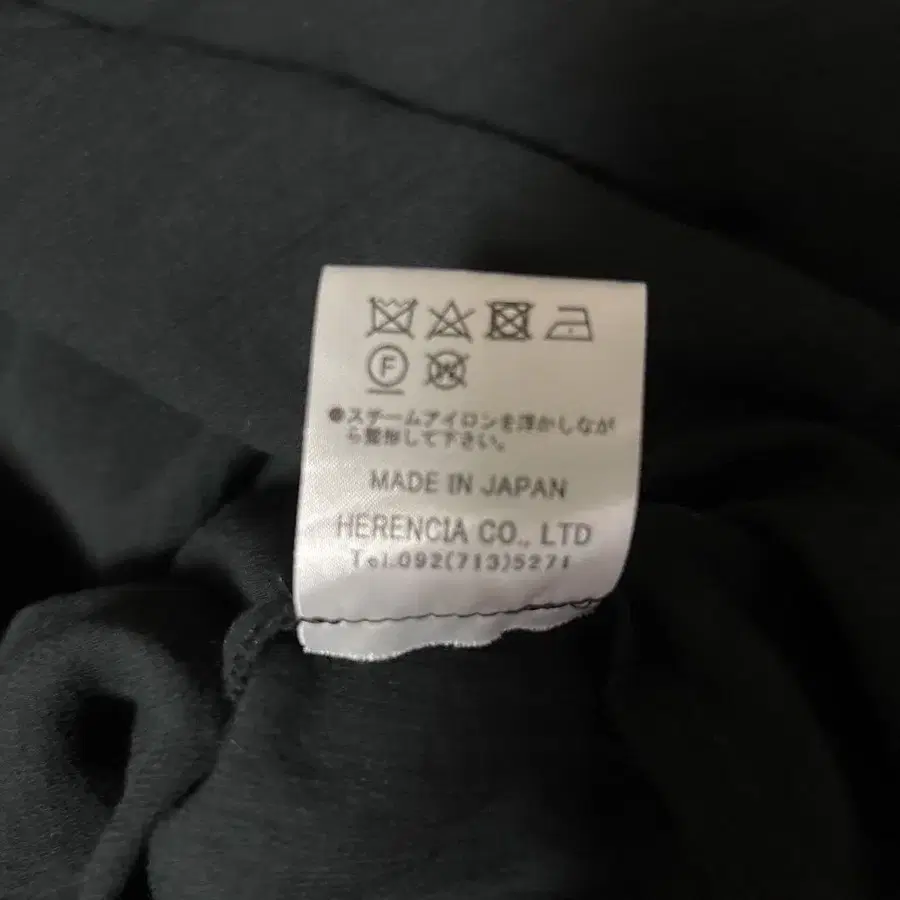 F
W
●スチームアイロンを浮かしなが
ら整形して下さい。
MADE IN JAPAN
HERENCIA CO., LTD
Tel.092(713)5271